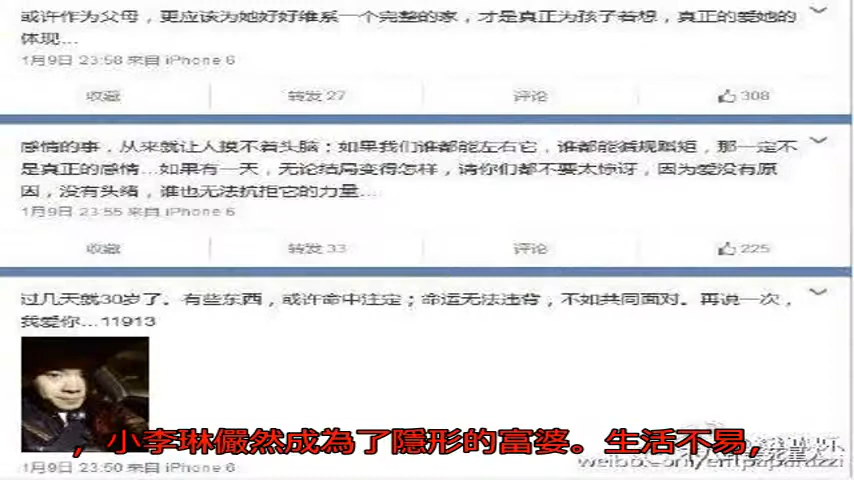 或许作为父母，更应该为她好好维系一个完整的家，才是真正为孩子着想，真正的爱她的
体现...
1月9日 23:58 来自 iPhone 6
收藏 转发 27 评论 308
感情的事，从来就让人摸不着头脑；如果我们谁都能左右它，谁都能循规蹈矩，那一定不
是真正的感情...如果有一天，无论结局变得怎样，请你们都不要太惊讶，因为爱没有原
因，没有头绪，谁也无法抗拒它的力量....
1月9日 23:55 来自 iPhone 6
收藏 转发 33 评论 225
过几天就30岁了。有些东西，或许命中注定；命运无法违背，不如共同面对。再说一次，
我爱你...11913
，小李琳儼然成為了隱形的富婆。生活不易，
1月9日 23:50 来自 iPhone 6
weibo.com/entpaparazzi